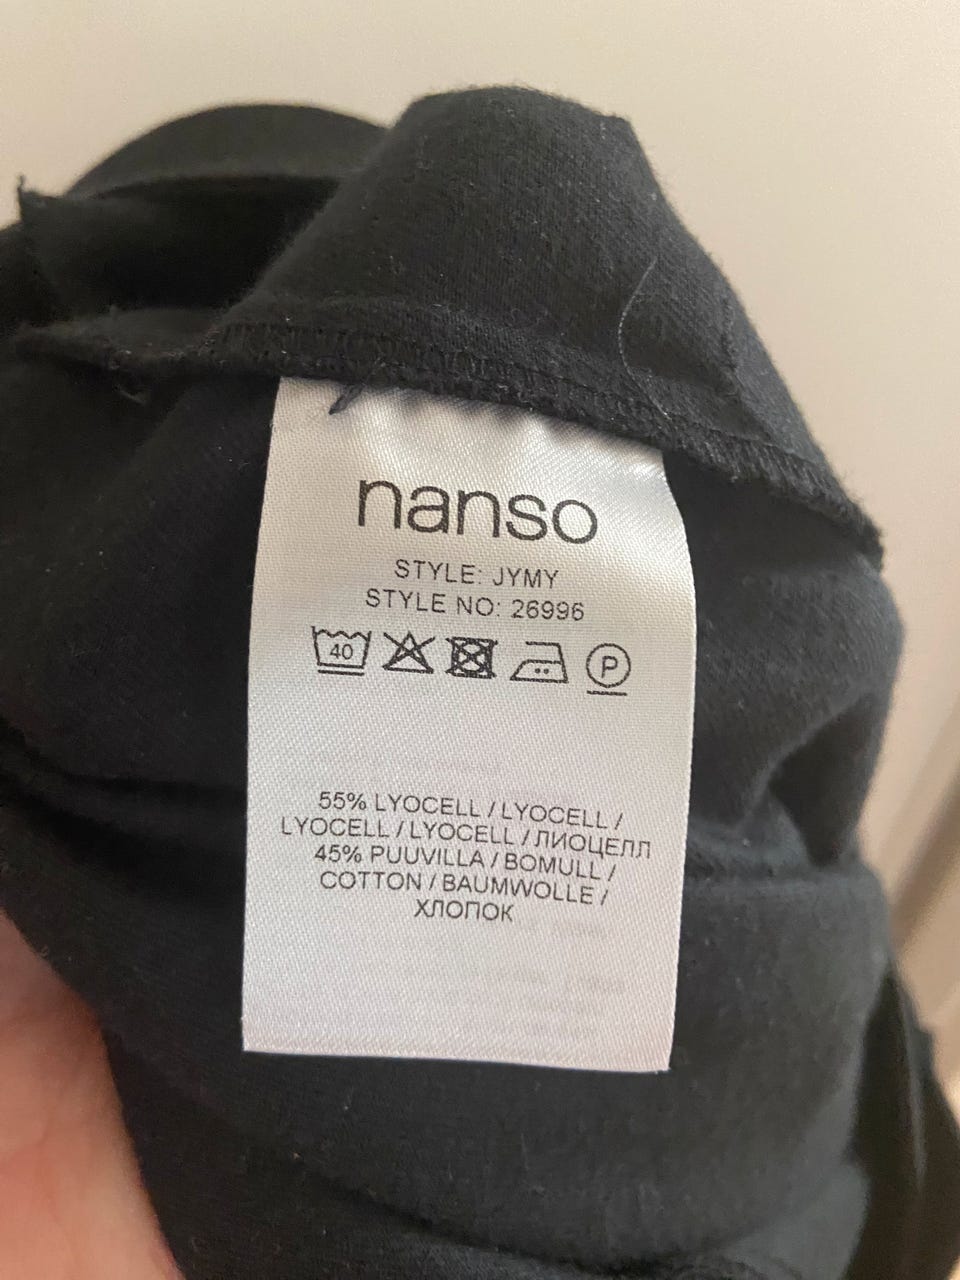 nanso
STYLE: JYMY
STYLE NO: 26996
40 P
55% LYOCELL / LYOCELL /
LYOCELL / LYOCELL / ЛИОЦЕЛЛ
45% PUUVILLA / BOMULL /
COTTON / BAUMWOLLE /
ХЛОПОК